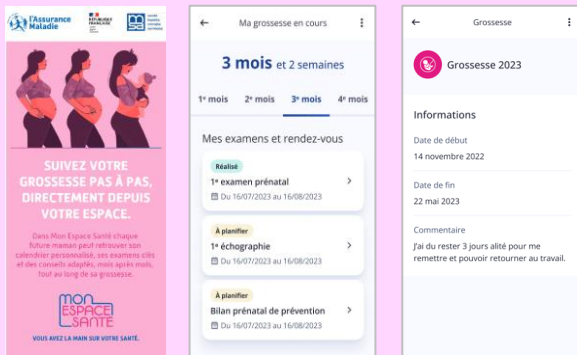 l'Assurance
Maladie
RÉPUBLIQUE
FRANÇAISE
SUIVEZ VOTRE
GROSSESSE PAS À PAS,
DIRECTEMENT DEPUIS
VOTRE ESPACE.
Dans Mon Espace Santé chaque
future maman peut retrouver son
calendrier personnalisé, ses examens clés
et des conseils adaptés, mois après mois,
tout au long de sa grossesse.
MON
ESPACE
SANTÉ
VOUS AVEZ LA MAIN SUR VOTRE SANTÉ.
Ma grossesse en cours
3 mois et 2 semaines
1e mois 2e mois 3e mois 4e mois
Mes examens et rendez-vous
Réalisé
1e examen prénatal
Du 16/07/2023 au 16/08/2023
À planifier
1e échographie
Du 16/07/2023 au 16/08/2023
À planifier
Bilan prénatal de prévention
Du 16/07/2023 au 16/08/2023
Grossesse
Grossesse 2023
Informations
Date de début
14 novembre 2022
Date de fin
22 mai 2023
Commentaire
J'ai du rester 3 jours alité pour me
remettre et pouvoir retourner au travail.